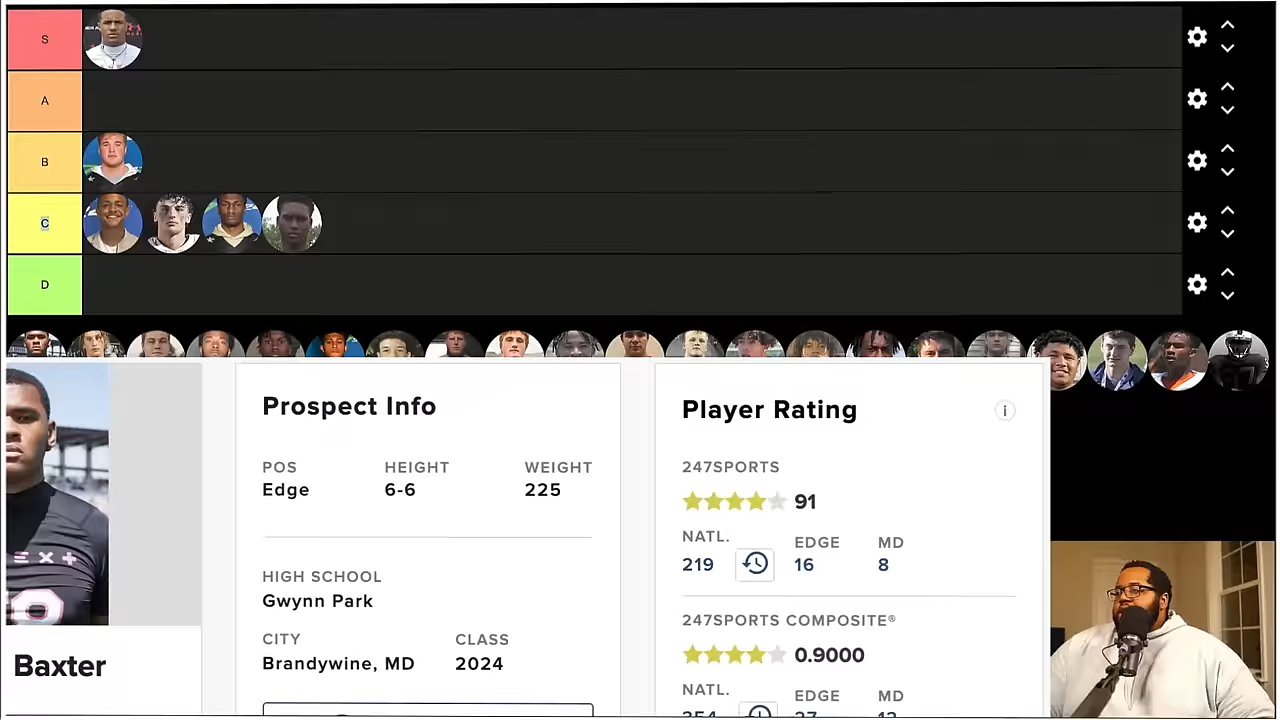 S
A
B
C
D
Prospect Info
POS HEIGHT WEIGHT
Edge 6-6 225
HIGH SCHOOL
Gwynn Park
CITY CLASS
Brandywine, MD 2024
Baxter
Player Rating
i
247SPORTS
91
NATL. EDGE MD
219 16 8
247SPORTS COMPOSITE®
0.9000
NATL. EDGE MD